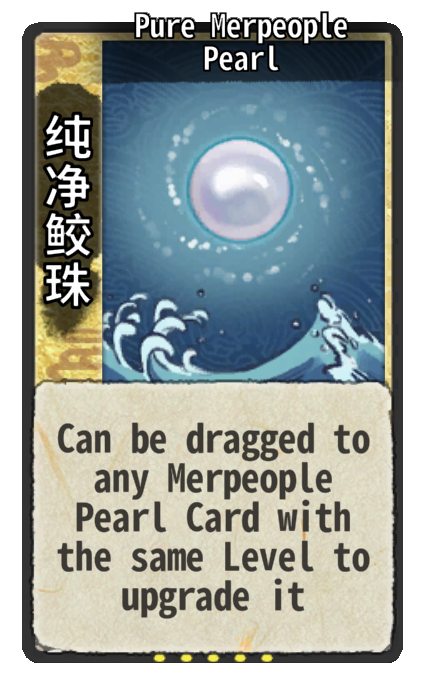 Pure Merpeople
Pearl
纯净鲛珠
Can be dragged to
any Merpeople
Pearl Card with
the same Level to
upgrade it